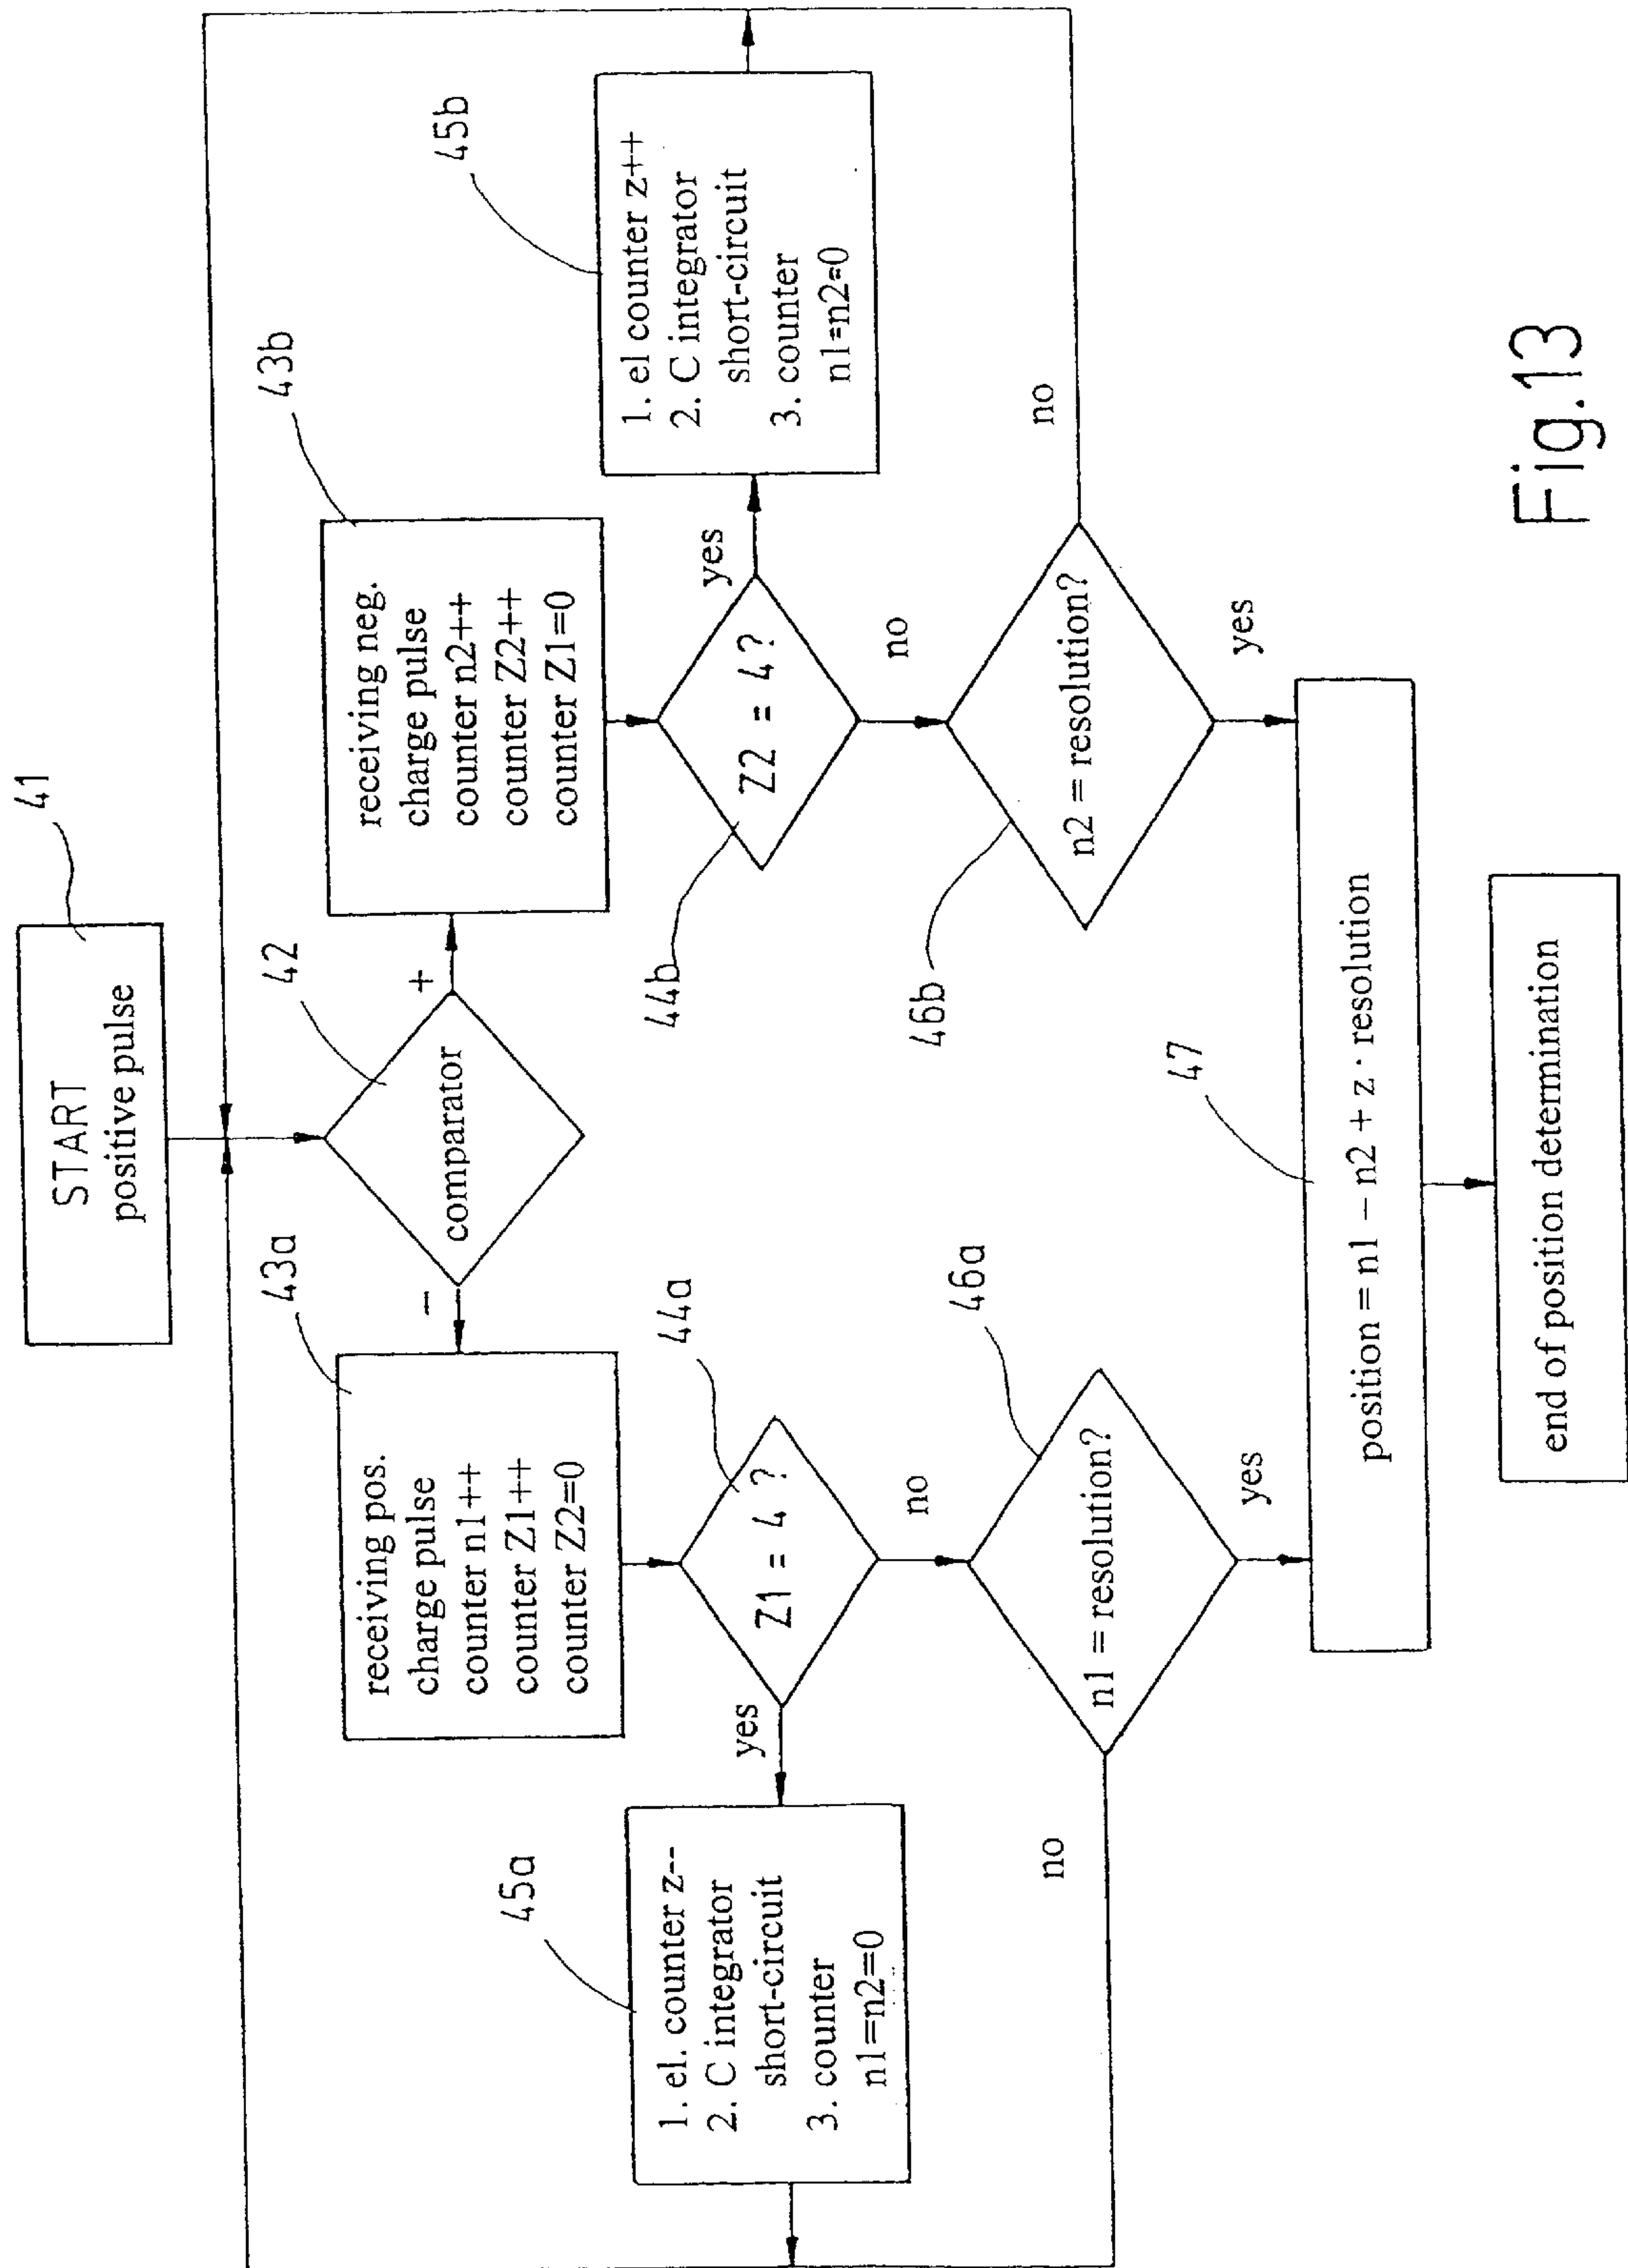 41
START
positive pulse
42
comparator
−
+
43a
receiving pos.
charge pulse
counter n1++
counter Z1++
counter Z2=0
43b
receiving neg.
charge pulse
counter n2++
counter Z2++
counter Z1=0
44a
Z1 = 4 ?
yes
no
44b
Z2 = 4?
yes
no
45a
1. el. counter z--
2. C integrator
short-circuit
3. counter
n1=n2=0
45b
1. el counter z++
2. C integrator
short-circuit
3. counter
n1=n2=0
46a
n1 = resolution?
no
yes
46b
n2 = resolution?
no
yes
47
position = n1 − n2 + z · resolution
end of position determination
Fig.13